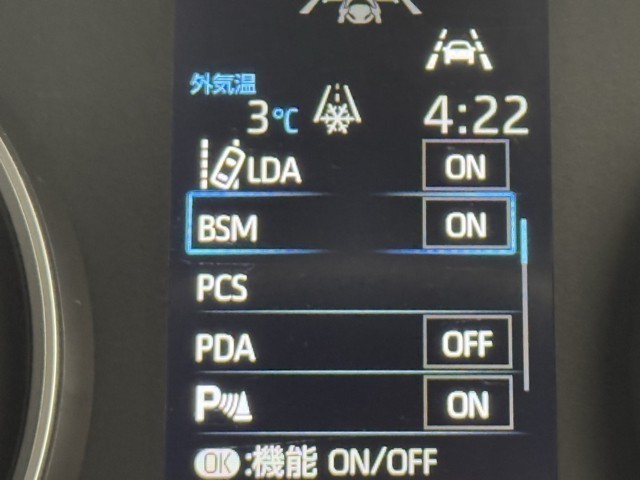 外気温
3℃ 4:22
LDA ON
BSM ON
PCS
PDA OFF
P ON
OK:機能 ON/OFF